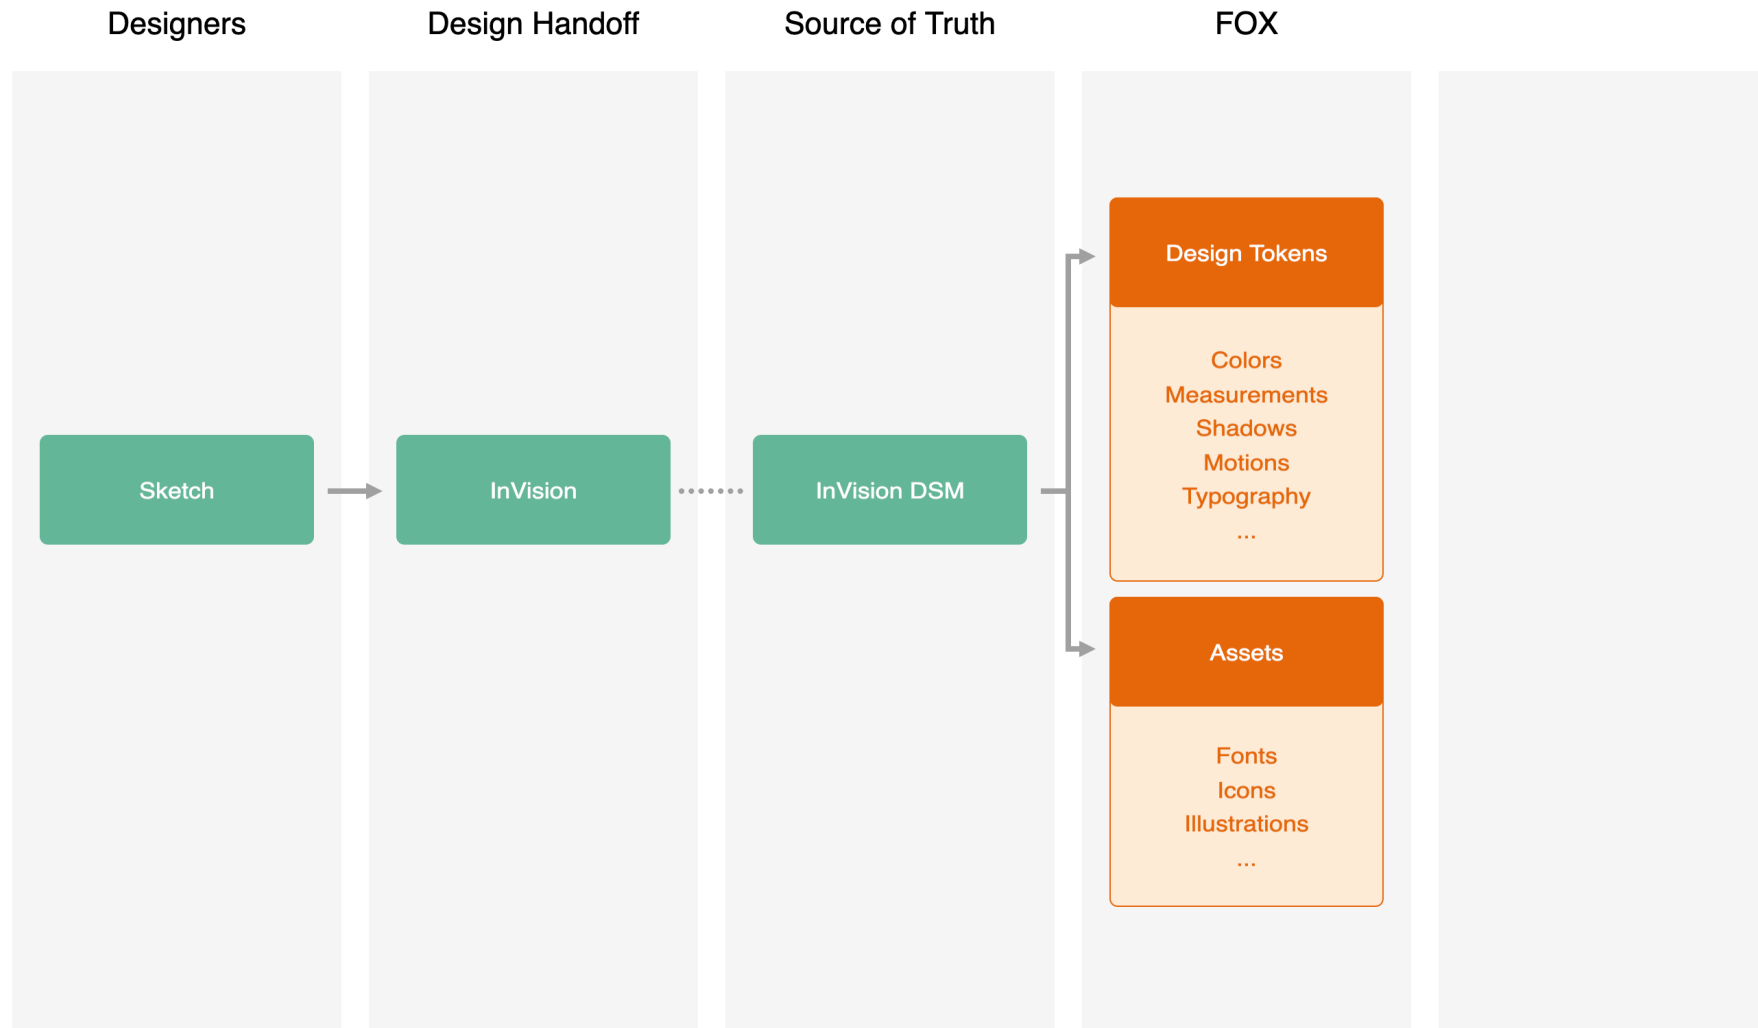 Designers
Design Handoff
Source of Truth
FOX
Sketch
InVision
InVision DSM
Design Tokens
Colors
Measurements
Shadows
Motions
Typography
...
Assets
Fonts
Icons
Illustrations
...